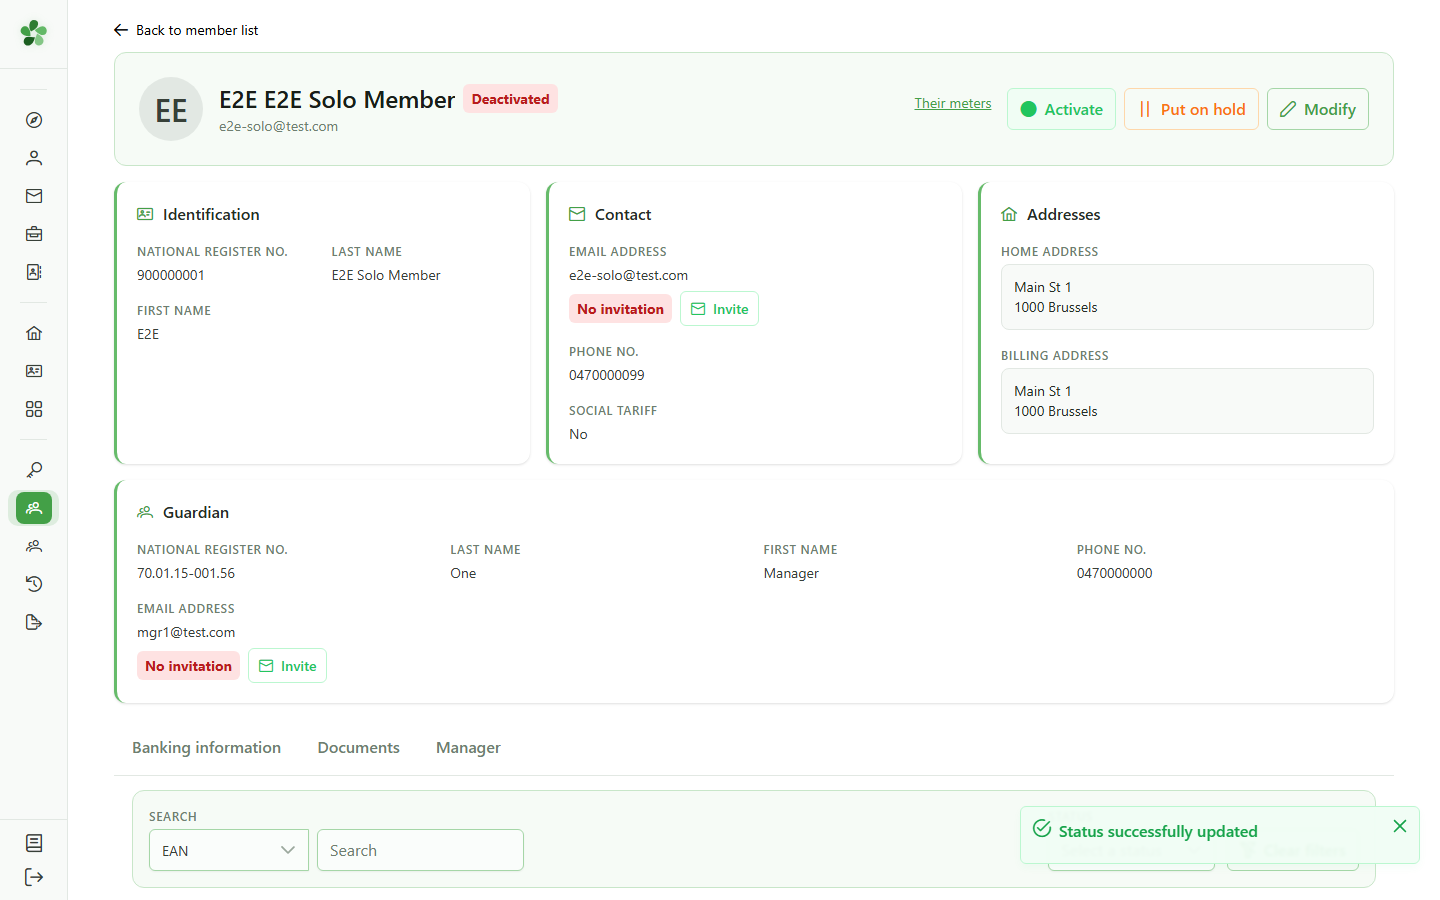 Back to member list
EE
E2E E2E Solo Member
Deactivated
e2e-solo@test.com
Their meters
Activate
Put on hold
Modify
Identification
NATIONAL REGISTER NO.
LAST NAME
900000001
E2E Solo Member
FIRST NAME
E2E
Contact
EMAIL ADDRESS
e2e-solo@test.com
No invitation
Invite
PHONE NO.
0470000099
SOCIAL TARIFF
No
Addresses
HOME ADDRESS
Main St 1
1000 Brussels
BILLING ADDRESS
Main St 1
1000 Brussels
Guardian
NATIONAL REGISTER NO.
LAST NAME
FIRST NAME
PHONE NO.
70.01.15-001.56
One
Manager
0470000000
EMAIL ADDRESS
mgr1@test.com
No invitation
Invite
Banking information
Documents
Manager
SEARCH
EAN
Search
Status successfully updated